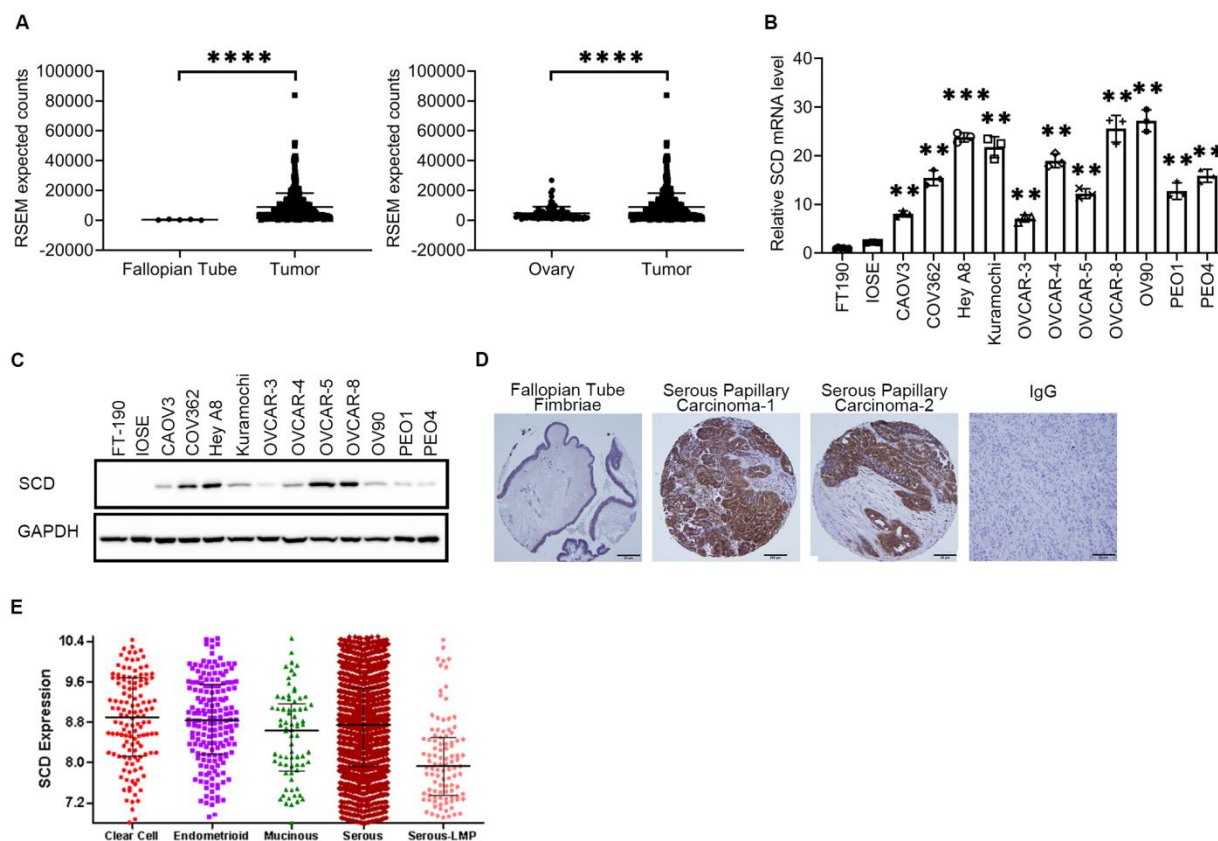 A
****
RSEM expected counts
100000
80000
60000
40000
20000
0
-20000
Fallopian Tube
Tumor
****
RSEM expected counts
100000
80000
60000
40000
20000
0
-20000
Ovary
Tumor
B
Relative SCD mRNA level
40
30
20
10
0
**
**
***
**
**
**
**
**
**
**
**
FT190
IOSE
CAOV3
COV362
Hey A8
Kuramochi
OVCAR-3
OVCAR-4
OVCAR-5
OVCAR-8
OV90
PEO1
PEO4
C
FT-190
IOSE
CAOV3
COV362
Hey A8
Kuramochi
OVCAR-3
OVCAR-4
OVCAR-5
OVCAR-8
OV90
PEO1
PEO4
SCD
GAPDH
D
Fallopian Tube
Fimbriae
Serous Papillary
Carcinoma-1
Serous Papillary
Carcinoma-2
IgG
E
SCD Expression
10.4
9.6
8.8
8.0
7.2
Clear Cell
Endometrioid
Mucinous
Serous
Serous-LMP